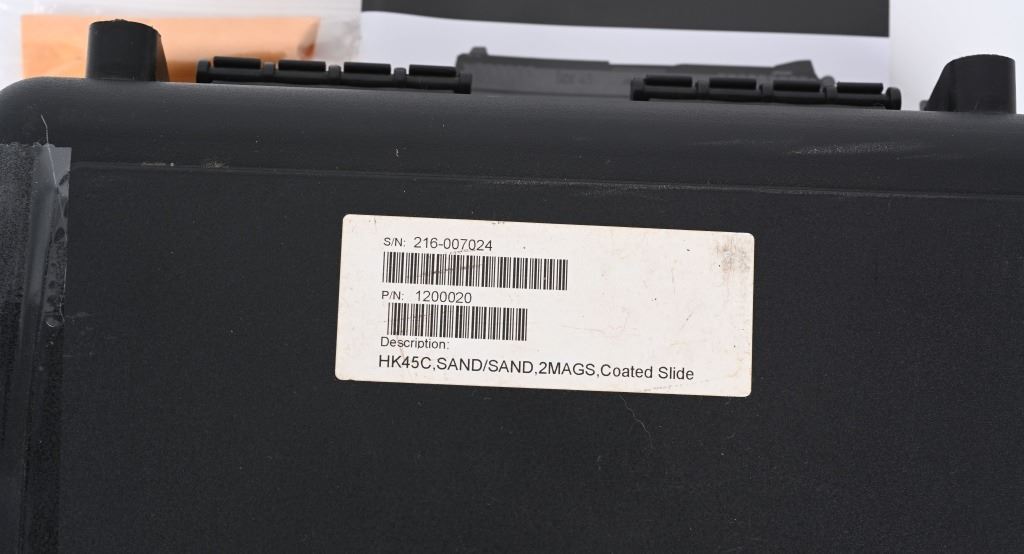 S/N: 216-007024
P/N: 1200020
Description:
HK45C,SAND/SAND,2MAGS,Coated Slide